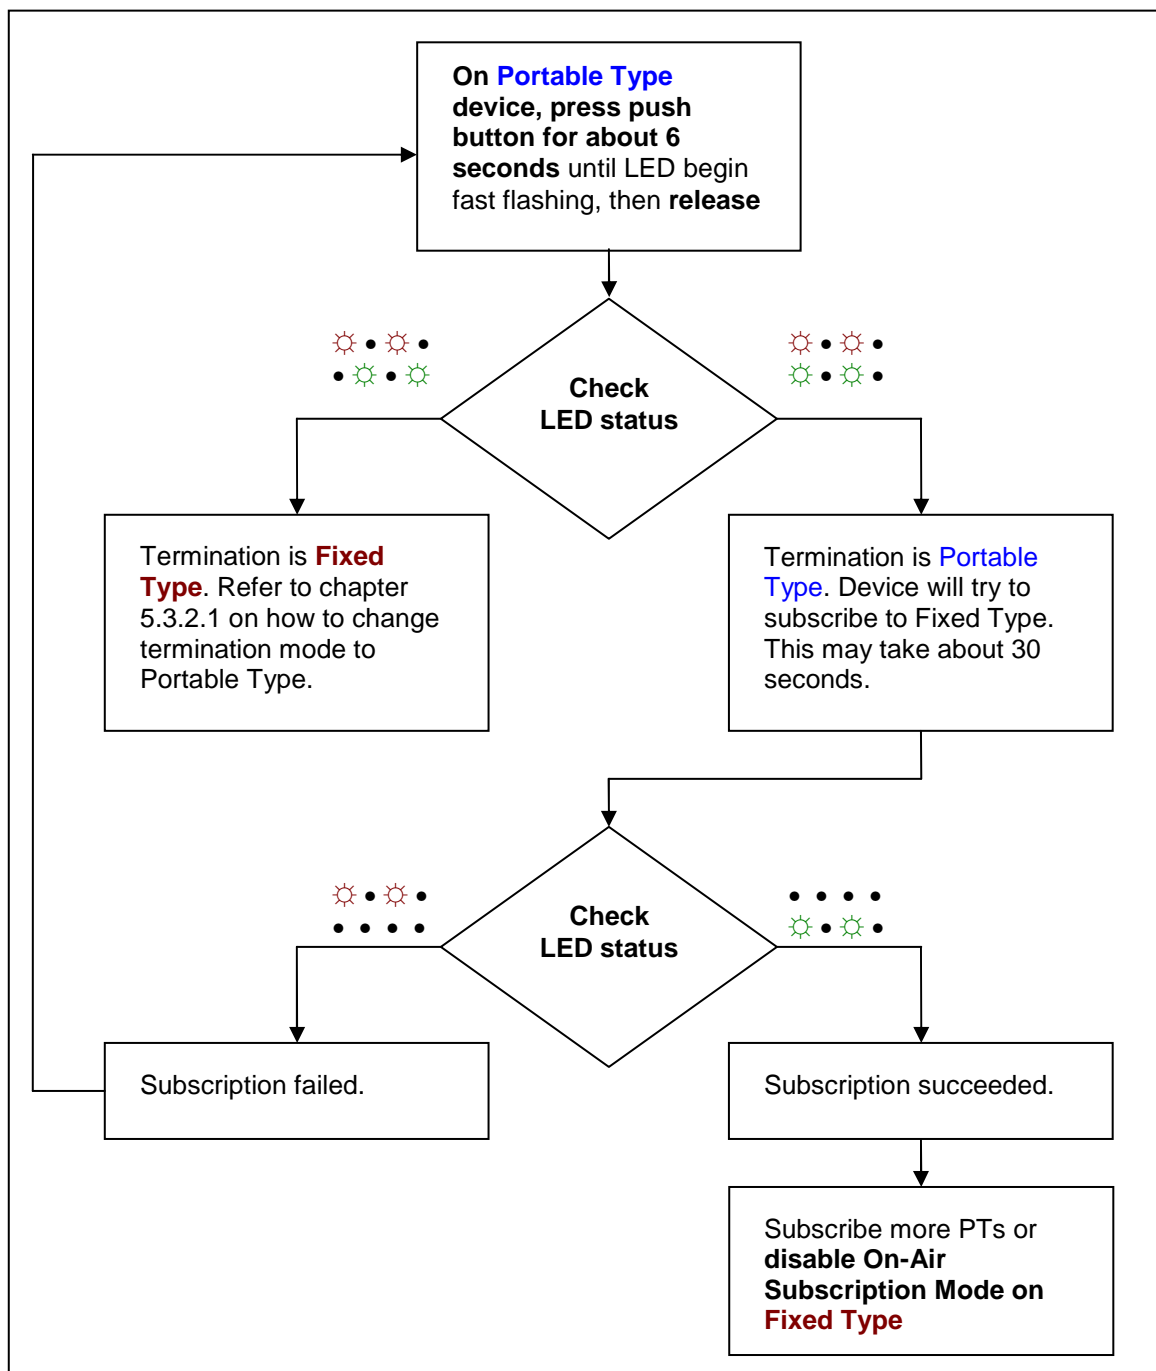 On Portable Type
device, press push
button for about 6
seconds until LED begin
fast flashing, then release
Check
LED status
Termination is Fixed
Type. Refer to chapter
5.3.2.1 on how to change
termination mode to
Portable Type.
Termination is Portable
Type. Device will try to
subscribe to Fixed Type.
This may take about 30
seconds.
Check
LED status
Subscription failed.
Subscription succeeded.
Subscribe more PTs or
disable On-Air
Subscription Mode on
Fixed Type